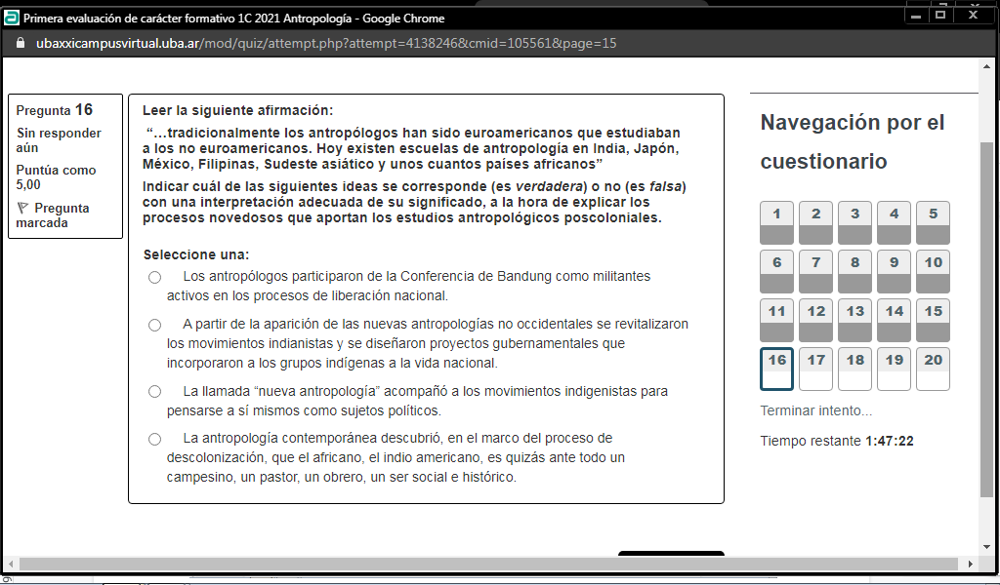 Primera evaluación de carácter formativo 1C 2021 Antropología - Google Chrome
ubaxxicampusvirtual.uba.ar/mod/quiz/attempt.php?attempt=4138246&cmid=105561&page=15
Pregunta 16
Sin responder
aún
Puntúa como
5,00
Pregunta
marcada
Leer la siguiente afirmación:
“…tradicionalmente los antropólogos han sido euroamericanos que estudiaban
a los no euroamericanos. Hoy existen escuelas de antropología en India, Japón,
México, Filipinas, Sudeste asiático y unos cuantos países africanos”
Indicar cuál de las siguientes ideas se corresponde (es verdadera) o no (es falsa)
con una interpretación adecuada de su significado, a la hora de explicar los
procesos novedosos que aportan los estudios antropológicos poscoloniales.
Seleccione una:
Los antropólogos participaron de la Conferencia de Bandung como militantes
activos en los procesos de liberación nacional.
A partir de la aparición de las nuevas antropologías no occidentales se revitalizaron
los movimientos indianistas y se diseñaron proyectos gubernamentales que
incorporaron a los grupos indígenas a la vida nacional.
La llamada “nueva antropología” acompañó a los movimientos indigenistas para
pensarse a sí mismos como sujetos políticos.
La antropología contemporánea descubrió, en el marco del proceso de
descolonización, que el africano, el indio americano, es quizás ante todo un
campesino, un pastor, un obrero, un ser social e histórico.
Navegación por el
cuestionario
1 2 3 4 5
6 7 8 9 10
11 12 13 14 15
16 17 18 19 20
Terminar intento...
Tiempo restante 1:47:22